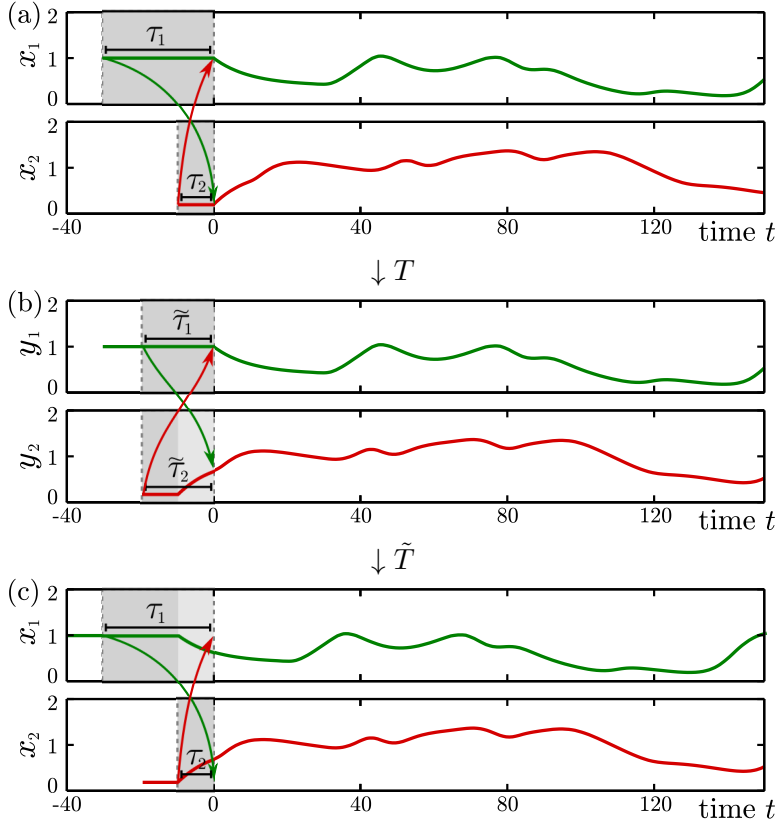 (a)
2
x₁
1
0
τ₁
2
x₂
1
0
τ₂
-40 0 40 80 120 time t
↓ T
(b)
2
y₁
1
0
τ̃₁
2
y₂
1
0
τ̃₂
-40 0 40 80 120 time t
↓ T̃
(c)
2
x₁
1
0
τ₁
2
x₂
1
0
τ₂
-40 0 40 80 120 time t